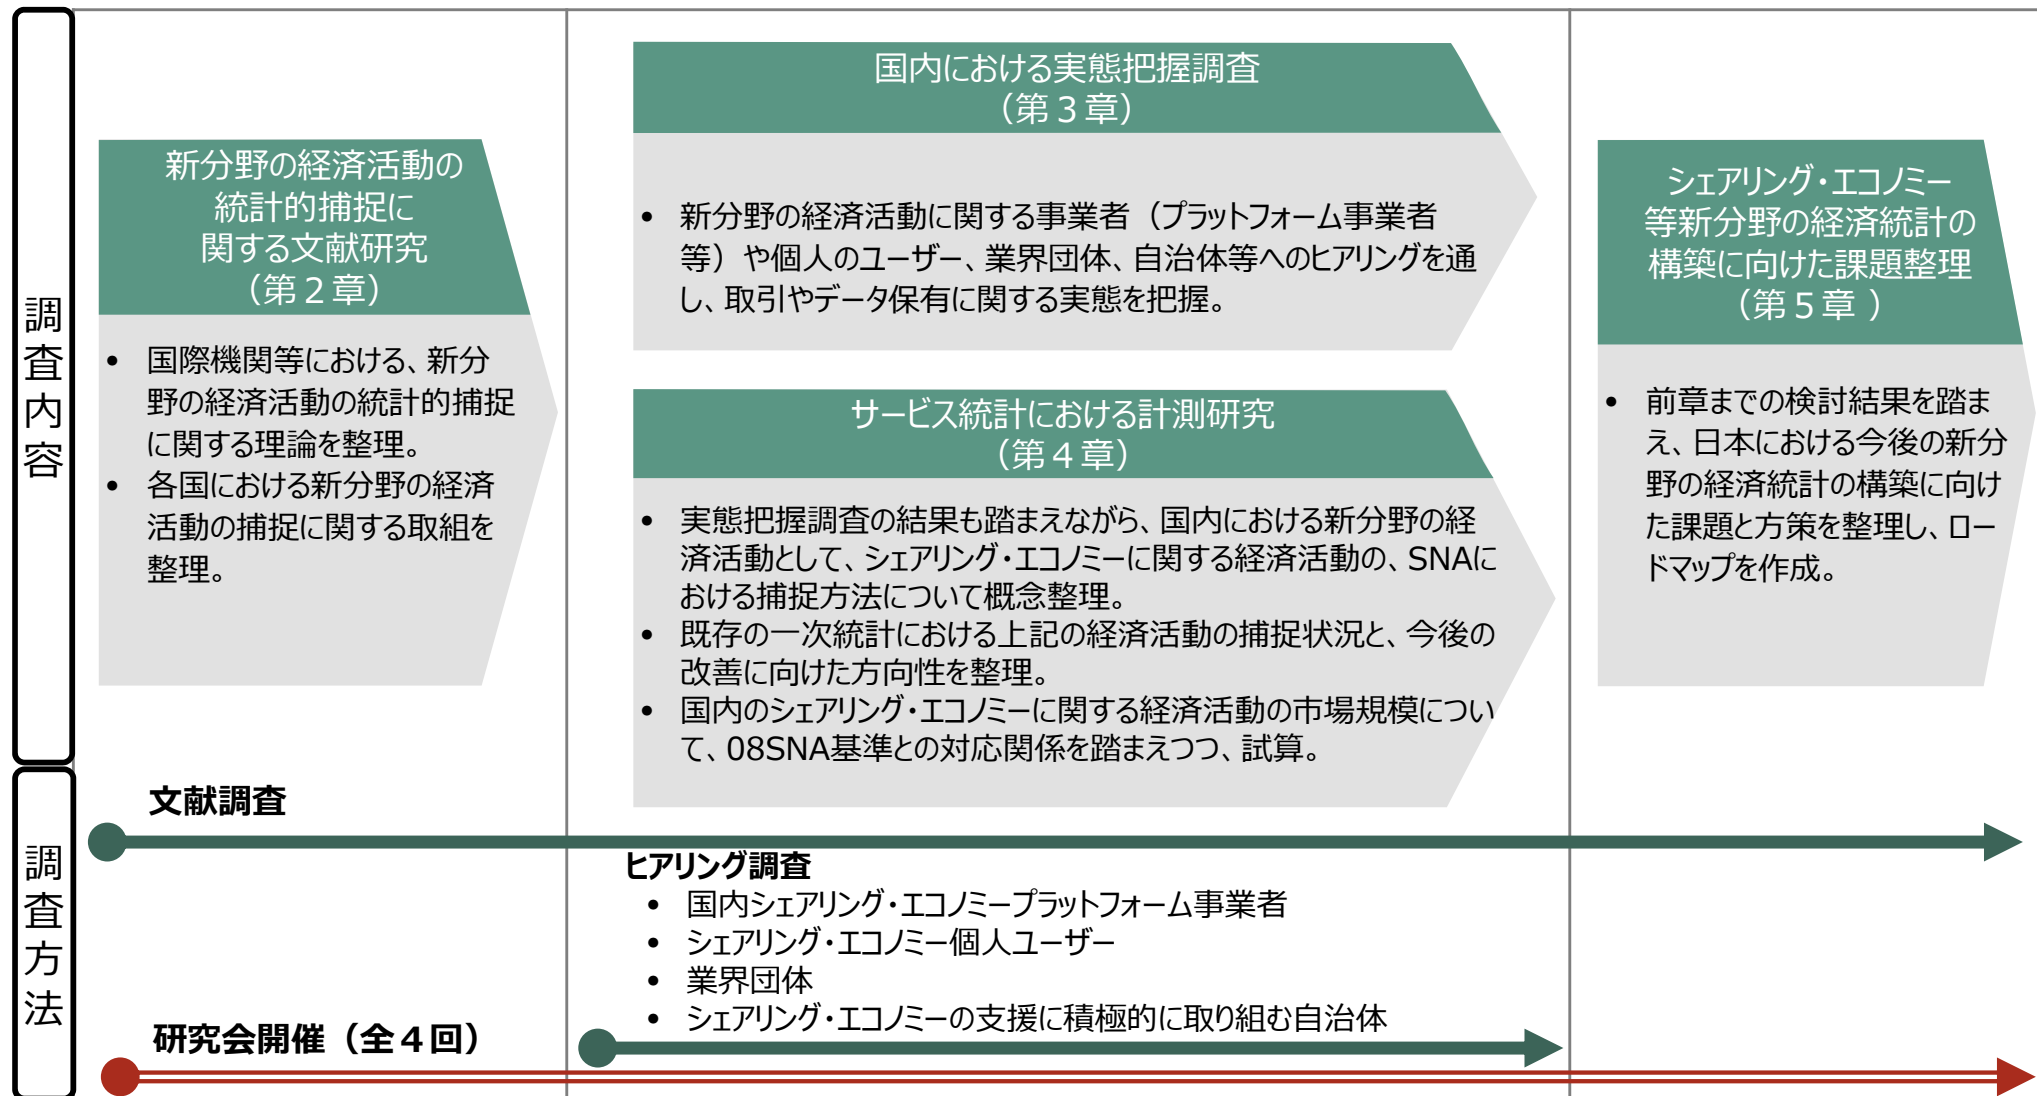 調査内容
新分野の経済活動の
統計的捕捉に
関する文献研究
（第２章）
• 国際機関等における、新分
野の経済活動の統計的捕捉
に関する理論を整理。
• 各国における新分野の経済
活動の捕捉に関する取組を
整理。
国内における実態把握調査
（第３章）
• 新分野の経済活動に関する事業者（プラットフォーム事業者
等）や個人のユーザー、業界団体、自治体等へのヒアリングを通
し、取引やデータ保有に関する実態を把握。
サービス統計における計測研究
（第４章）
• 実態把握調査の結果も踏まえながら、国内における新分野の経
済活動として、シェアリング・エコノミーに関する経済活動の、SNAに
おける捕捉方法について概念整理。
• 既存の一次統計における上記の経済活動の捕捉状況と、今後の
改善に向けた方向性を整理。
• 国内のシェアリング・エコノミーに関する経済活動の市場規模につい
て、08SNA基準との対応関係を踏まえつつ、試算。
シェアリング・エコノミー
等新分野の経済統計の
構築に向けた課題整理
（第５章 ）
• 前章までの検討結果を踏ま
え、日本における今後の新分
野の経済統計の構築に向け
た課題と方策を整理し、ロー
ドマップを作成。
調査方法
文献調査
ヒアリング調査
• 国内シェアリング・エコノミープラットフォーム事業者
• シェアリング・エコノミー個人ユーザー
• 業界団体
• シェアリング・エコノミーの支援に積極的に取り組む自治体
研究会開催（全４回）